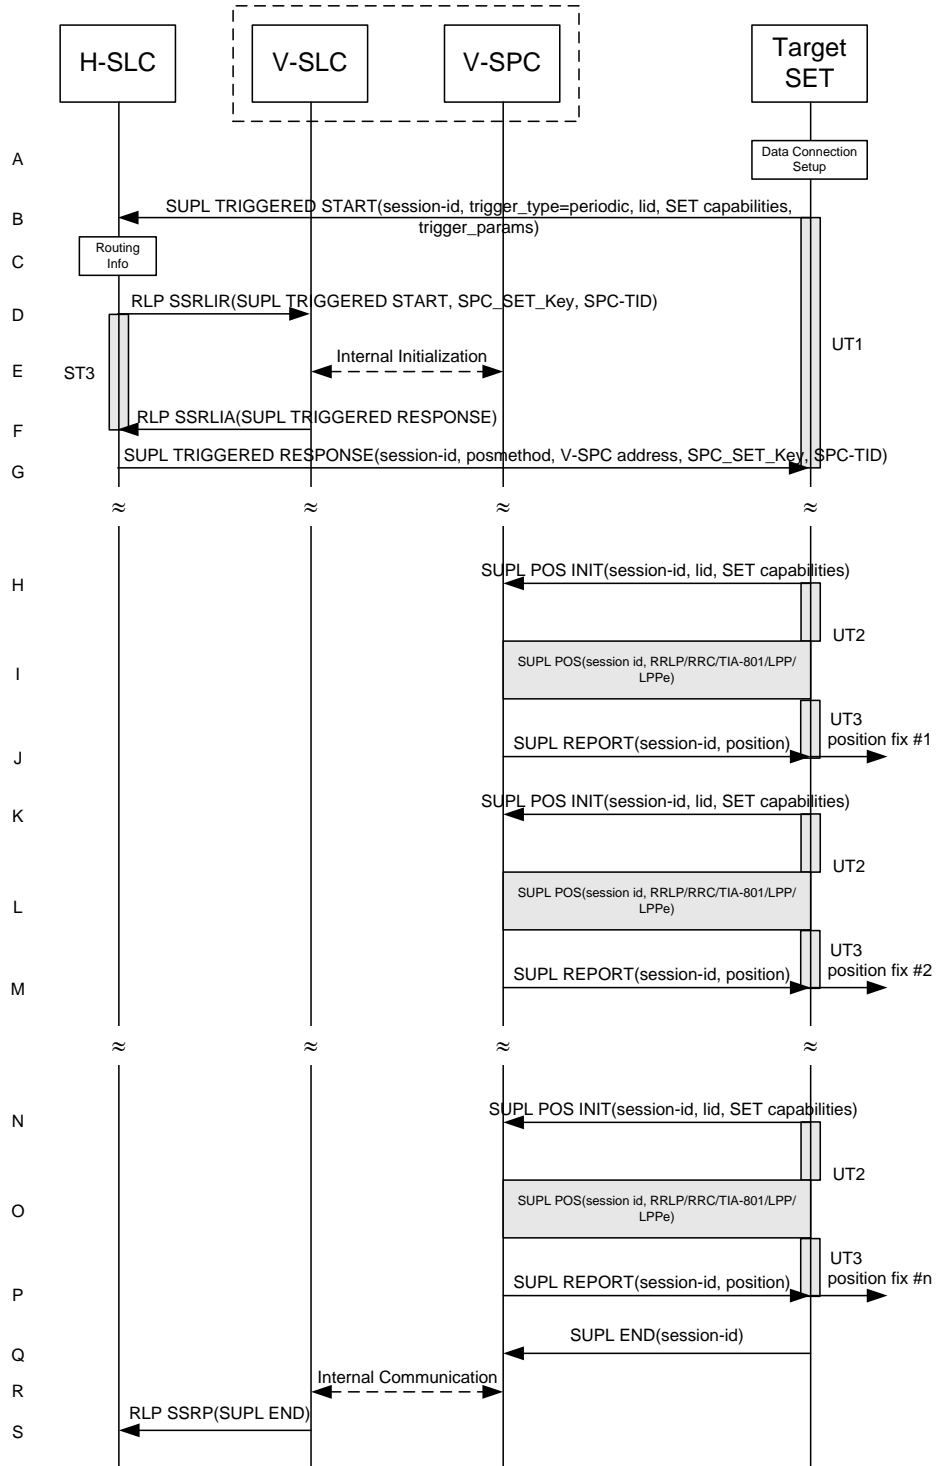 H-SLC
V-SLC
V-SPC
Target
SET
A
Data Connection
Setup
B
SUPL TRIGGERED START(session-id, trigger_type=periodic, lid, SET capabilities,
trigger_params)
C
Routing
Info
D
RLP SSRLIR(SUPL TRIGGERED START, SPC_SET_Key, SPC-TID)
UT1
E
ST3
Internal Initialization
F
RLP SSRLIA(SUPL TRIGGERED RESPONSE)
G
SUPL TRIGGERED RESPONSE(session-id, posmethod, V-SPC address, SPC_SET_Key, SPC-TID)
≈ ≈ ≈ ≈
H
SUPL POS INIT(session-id, lid, SET capabilities)
UT2
I
SUPL POS(session id, RRLP/RRC/TIA-801/LPP/
LPPe)
UT3
position fix #1
J
SUPL REPORT(session-id, position)
K
SUPL POS INIT(session-id, lid, SET capabilities)
UT2
L
SUPL POS(session id, RRLP/RRC/TIA-801/LPP/
LPPe)
UT3
position fix #2
M
SUPL REPORT(session-id, position)
≈ ≈ ≈ ≈
N
SUPL POS INIT(session-id, lid, SET capabilities)
UT2
O
SUPL POS(session id, RRLP/RRC/TIA-801/LPP/
LPPe)
UT3
position fix #n
P
SUPL REPORT(session-id, position)
Q
SUPL END(session-id)
R
Internal Communication
S
RLP SSRP(SUPL END)